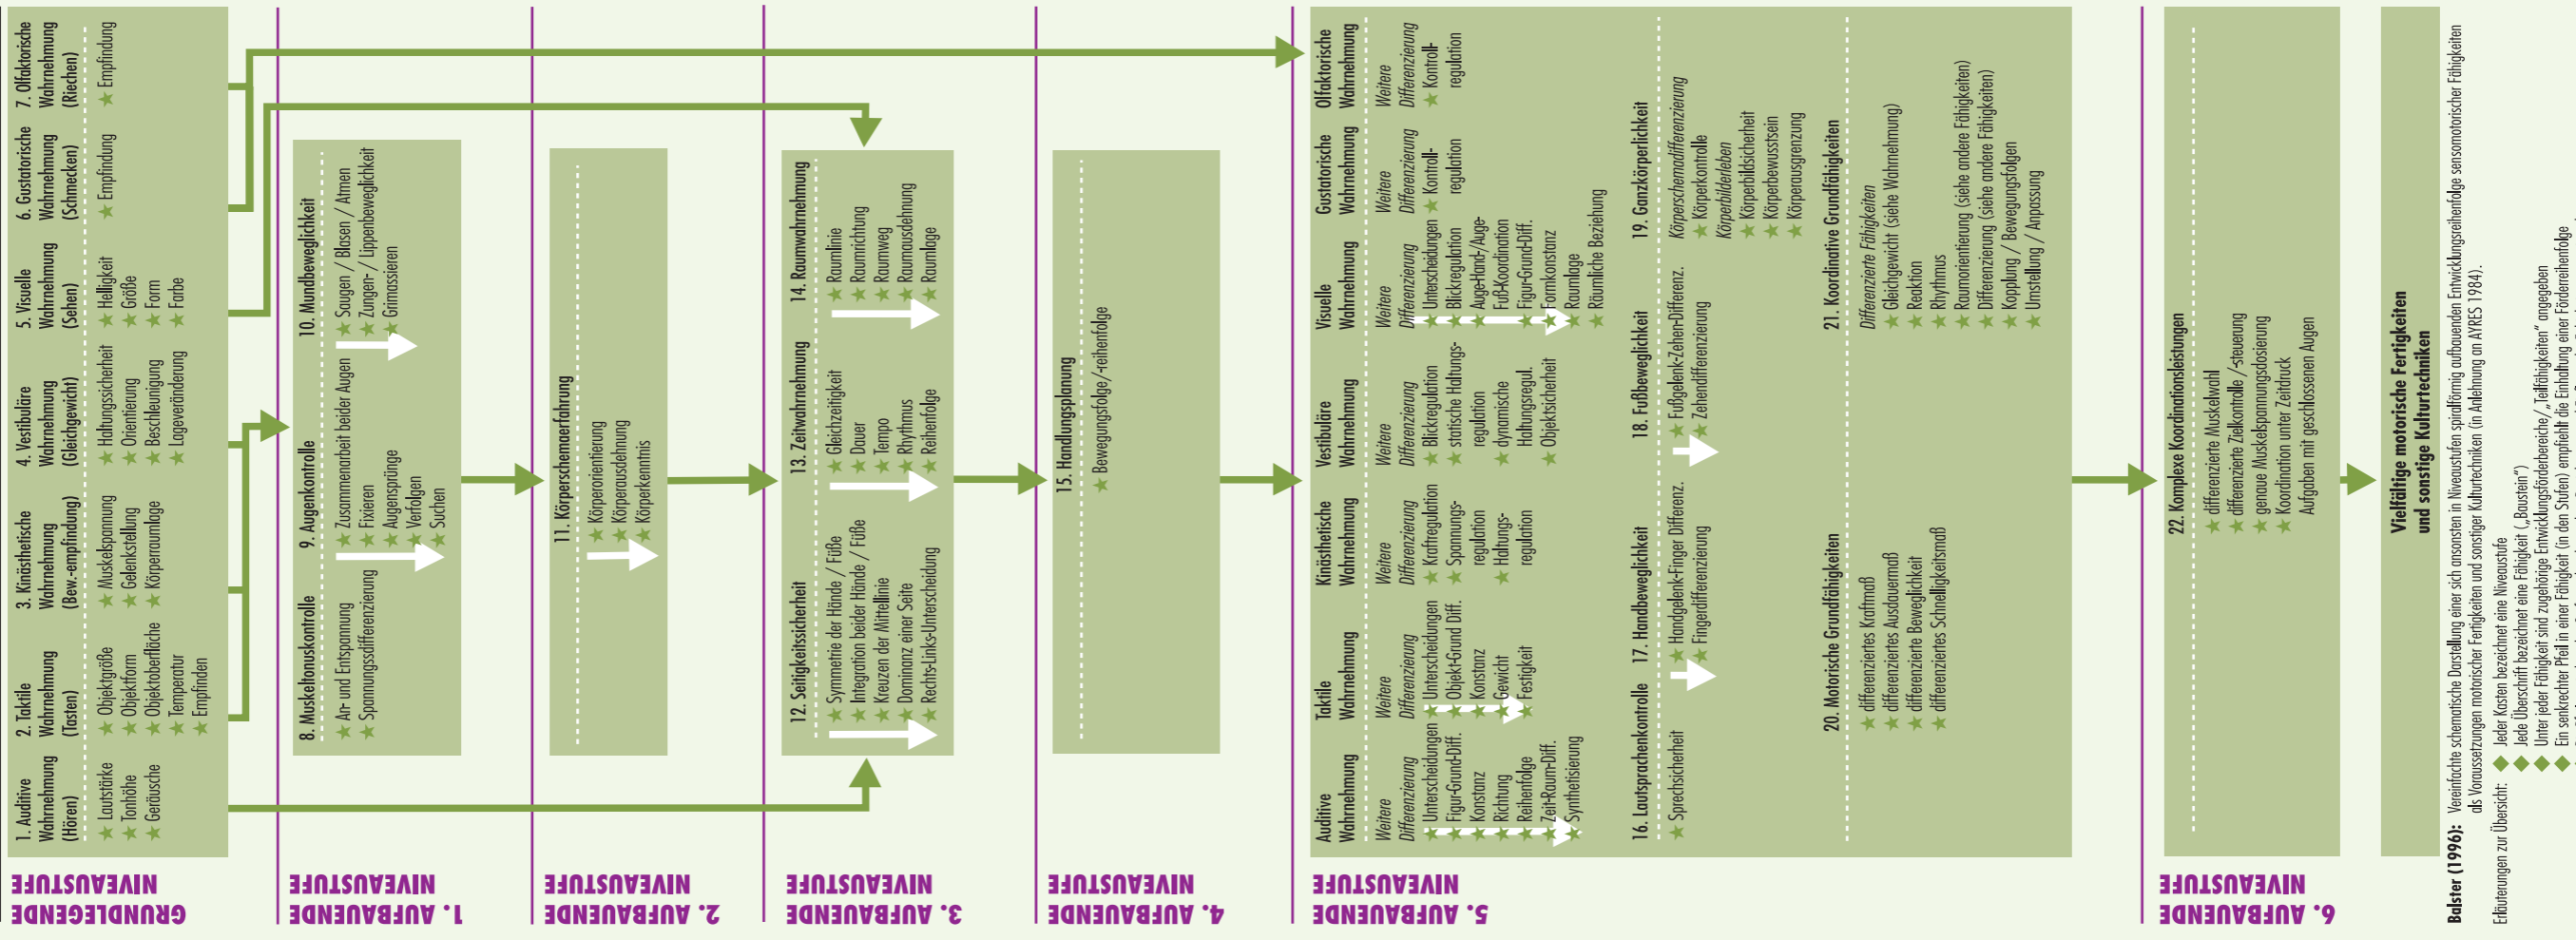 GRUNDLEGENDE
NIVEAUSTUFE
1. Auditive
Wahrnehmung
(Hören)
★ Lautstärke
★ Tonhöhe
★ Geräusche
2. Taktile
Wahrnehmung
(Tasten)
★ Objektgröße
★ Objektform
★ Objektoberfläche
★ Temperatur
★ Empfinden
3. Kinästhetische
Wahrnehmung
(Bew.-empfindung)
★ Muskelspannung
★ Gelenkstellung
★ Körperraumlage
4. Vestibuläre
Wahrnehmung
(Gleichgewicht)
★ Haltungssicherheit
★ Orientierung
★ Beschleunigung
★ Lageveränderung
5. Visuelle
Wahrnehmung
(Sehen)
★ Helligkeit
★ Größe
★ Form
★ Farbe
6. Gustatorische
Wahrnehmung
(Schmecken)
★ Empfindung
7. Olfaktorische
Wahrnehmung
(Riechen)
★ Empfindung
1. AUFBAUENDE
NIVEAUSTUFE
8. Muskeltonuskontrolle
★ An- und Entspannung
★ Spannungssdifferenzierung
9. Augenkontrolle
★ Zusammenarbeit beider Augen
★ Fixieren
★ Augensprünge
★ Verfolgen
★ Suchen
10. Mundbeweglichkeit
★ Saugen / Blasen / Atmen
★ Zungen- / Lippenbeweglichkeit
★ Grimassieren
2. AUFBAUENDE
NIVEAUSTUFE
11. Körperschemaerfahrung
★ Körperorientierung
★ Körperausdehnung
★ Körperkenntnis
3. AUFBAUENDE
NIVEAUSTUFE
12. Seitigkeitssicherheit
★ Symmetrie der Hände / Füße
★ Integration beider Hände / Füße
★ Kreuzen der Mittellinie
★ Dominanz einer Seite
★ Rechts-Links-Unterscheidung
13. Zeitwahrnehmung
★ Gleichzeitigkeit
★ Dauer
★ Tempo
★ Rhythmus
★ Reihenfolge
14. Raumwahrnehmung
★ Raumlinie
★ Raumrichtung
★ Raumweg
★ Raumausdehnung
★ Raumlage
4. AUFBAUENDE
NIVEAUSTUFE
15. Handlungsplanung
★ Bewegungsfolge/-reihenfolge
5. AUFBAUENDE
NIVEAUSTUFE
Auditive
Wahrnehmung
Weitere
Differenzierung
★ Unterscheidungen
★ Figur-Grund-Diff.
★ Konstanz
★ Richtung
★ Reihenfolge
★ Zeit-Raum-Diff.
★ Synthetisierung
Taktile
Wahrnehmung
Weitere
Differenzierung
★ Unterscheidungen
★ Objekt-Grund Diff.
★ Konstanz
★ Gewicht
★ Festigkeit
Kinästhetische
Wahrnehmung
Weitere
Differenzierung
★ Kraftregulation
★ Spannungs-
regulation
★ Haltungs-
regulation
Vestibuläre
Wahrnehmung
Weitere
Differenzierung
★ Blickregulation
★ statische Haltungs-
regulation
★ dynamische
Haltungsregul.
★ Objektsicherheit
Visuelle
Wahrnehmung
Weitere
Differenzierung
★ Unterscheidungen
★ Blickregulation
★ Auge-Hand-/Auge-
Fuß-Koordination
★ Figur-Grund-Diff.
★ Formkonstanz
★ Raumlage
★ Räumliche Beziehung
Gustatorische
Wahrnehmung
Weitere
Differenzierung
★ Kontroll-
regulation
Olfaktorische
Wahrnehmung
Weitere
Differenzierung
★ Kontroll-
regulation
16. Lautsprachenkontrolle
★ Sprechsicherheit
17. Handbeweglichkeit
★ Handgelenk-Finger Differenz.
★ Fingerdifferenzierung
18. Fußbeweglichkeit
★ Fußgelenk-Zehen-Differenz.
★ Zehendifferenzierung
19. Ganzkörperlichkeit
Körperschemadifferenzierung
★ Körperkontrolle
Körperbilderleben
★ Körperbildsicherheit
★ Körperbewusstsein
★ Körperausgrenzung
20. Motorische Grundfähigkeiten
★ differenziertes Kraftmaß
★ differenziertes Ausdauermaß
★ differenzierte Beweglichkeit
★ differenziertes Schnelligkeitsmaß
21. Koordinative Grundfähigkeiten
Differenzierte Fähigkeiten
★ Gleichgewicht (siehe Wahrnehmung)
★ Reaktion
★ Rhythmus
★ Raumorientierung (siehe andere Fähigkeiten)
★ Differenzierung (siehe andere Fähigkeiten)
★ Kopplung / Bewegungsfolgen
★ Umstellung / Anpassung
6. AUFBAUENDE
NIVEAUSTUFE
22. Komplexe Koordinationsleistungen
★ differenzierte Muskelwahl
★ differenzierte Zielkontrolle /-steuerung
★ genaue Muskelspannungsdosierung
★ Koordination unter Zeitdruck
Aufgaben mit geschlossenen Augen
Vielfältige motorische Fertigkeiten
und sonstige Kulturtechniken
Balster (1996): Vereinfachte schematische Darstellung einer sich ansonsten in Niveaustufen spiralförmig aufbauenden Entwicklungsreihenfolge sensomotorischer Fähigkeiten
als Voraussetzungen motorischer Fertigkeiten und sonstiger Kulturtechniken (in Anlehnung an AYRES 1984).
Erläuterungen zur Übersicht: ◆ Jeder Kasten bezeichnet eine Niveaustufe
◆ Jede Überschrift bezeichnet eine Fähigkeit („Baustein“)
◆ Unter jeder Fähigkeit sind zugehörige Entwicklungsförderbereiche/„Teilfähigkeiten“ angegeben
◆ Ein senkrechter Pfeil in einer Fähigkeit (in den Stufen) empfiehlt die Einhaltung einer Förderreihenfolge